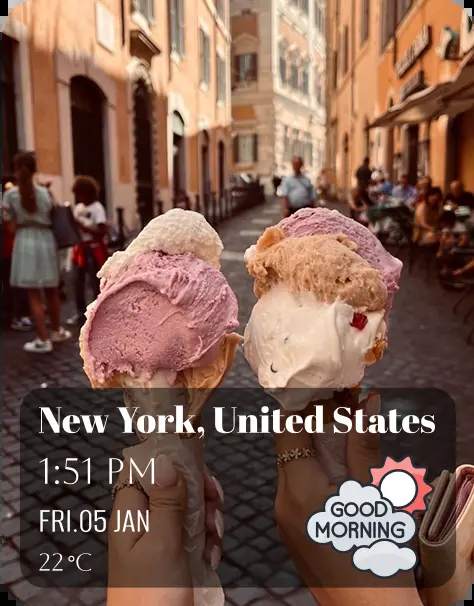 New York, United States
1:51 PM
FRI.05 JAN
22°C
GOOD
MORNING